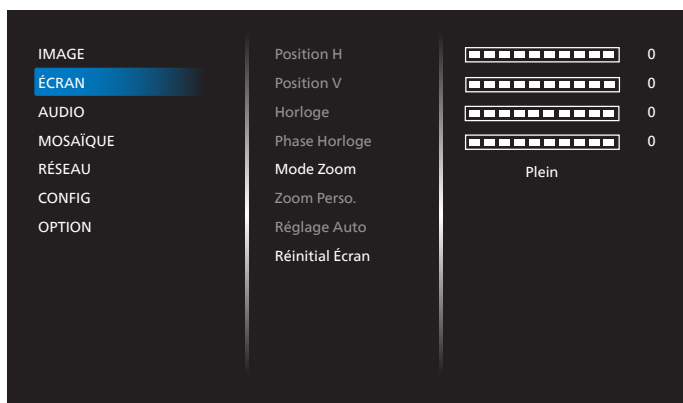 IMAGE
ÉCRAN
AUDIO
MOSAÏQUE
RÉSEAU
CONFIG
OPTION
Position H 0
Position V 0
Horloge 0
Phase Horloge 0
Mode Zoom Plein
Zoom Perso.
Réglage Auto
Réinitial Écran